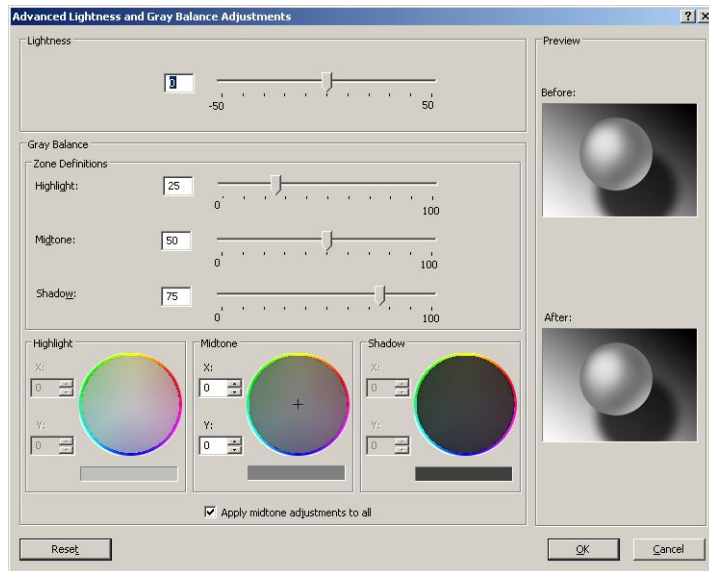 Advanced Lightness and Gray Balance Adjustments
Lightness
0
-50 50
Gray Balance
Zone Definitions
Highlight: 25
0 100
Midtone: 50
0 100
Shadow: 75
0 100
Highlight
X:
0
Y:
0
Midtone
X:
0
Y:
0
Shadow
X:
0
Y:
0
Apply midtone adjustments to all
Preview
Before:
After:
Reset OK Cancel